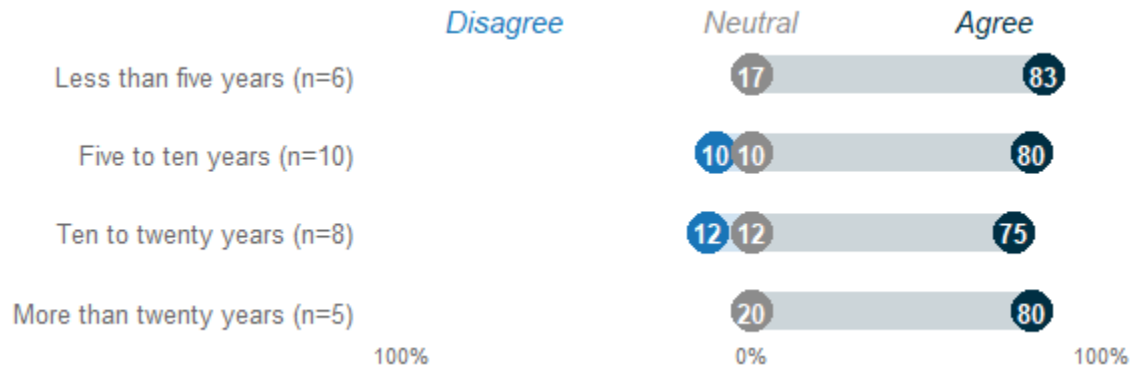 Disagree Neutral Agree
Less than five years (n=6) 17 83
Five to ten years (n=10) 10 10 80
Ten to twenty years (n=8) 12 12 75
More than twenty years (n=5) 20 80
100% 0% 100%